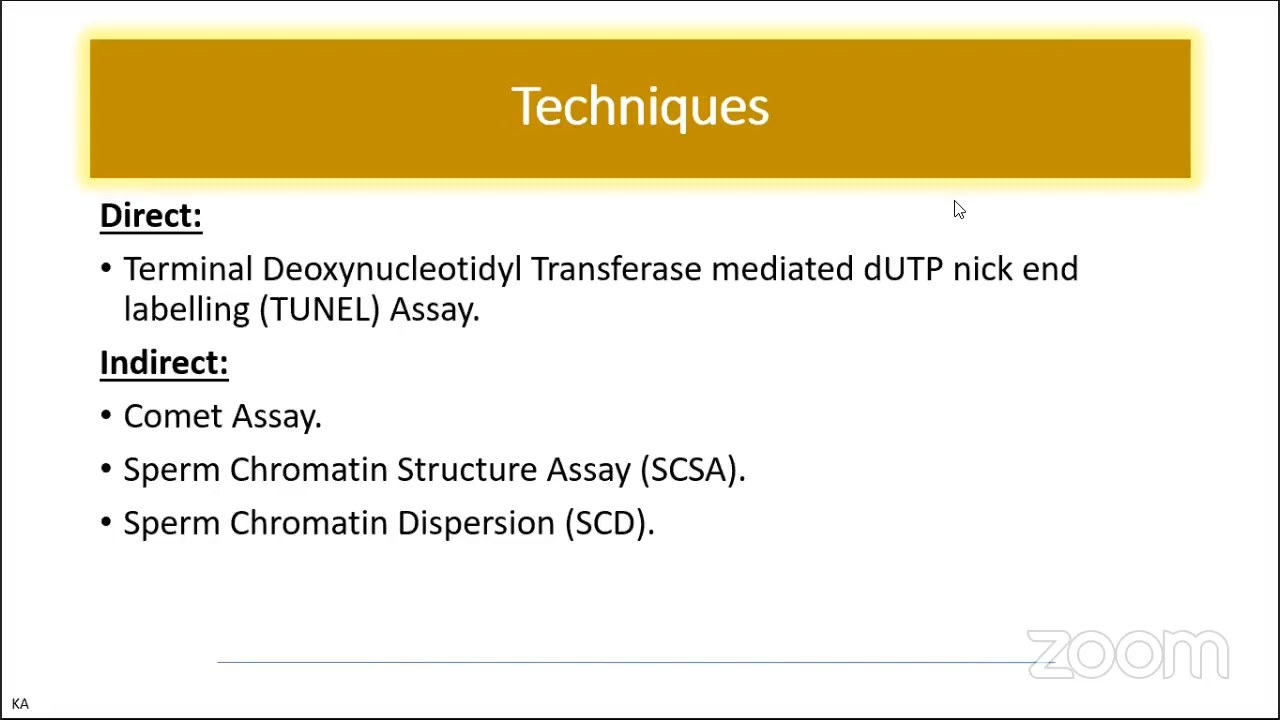 Techniques
Direct:
• Terminal Deoxynucleotidyl Transferase mediated dUTP nick end
labelling (TUNEL) Assay.
Indirect:
• Comet Assay.
• Sperm Chromatin Structure Assay (SCSA).
• Sperm Chromatin Dispersion (SCD).
zoom
KA